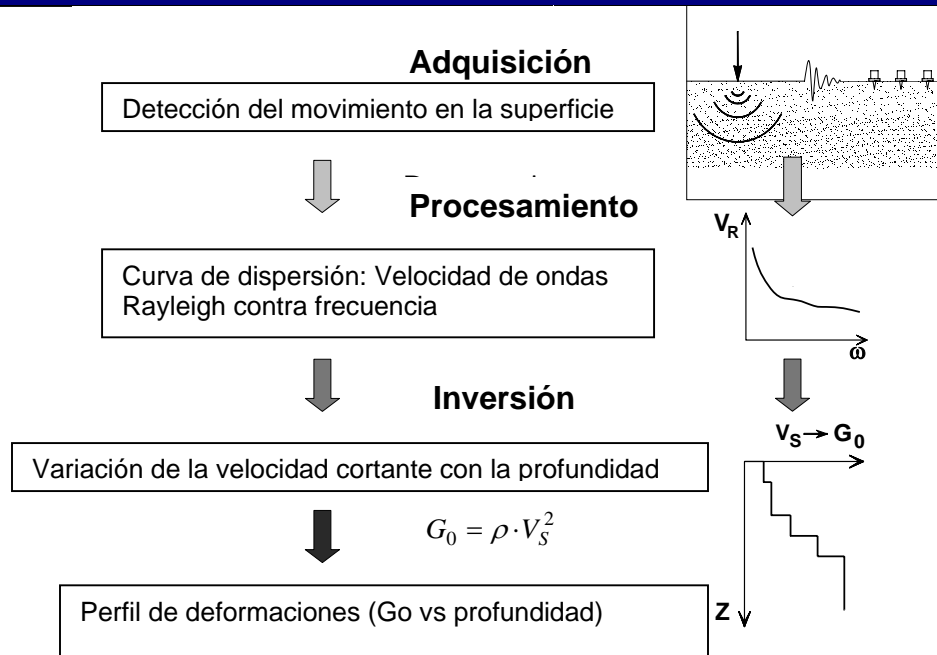 Adquisición
Detección del movimiento en la superficie
Procesamiento
V_R
Curva de dispersión: Velocidad de ondas
Rayleigh contra frecuencia
ω
Inversión
V_S → G_0
Variación de la velocidad cortante con la profundidad
G_0 = ρ · V_S^2
Perfil de deformaciones (Go vs profundidad)
Z